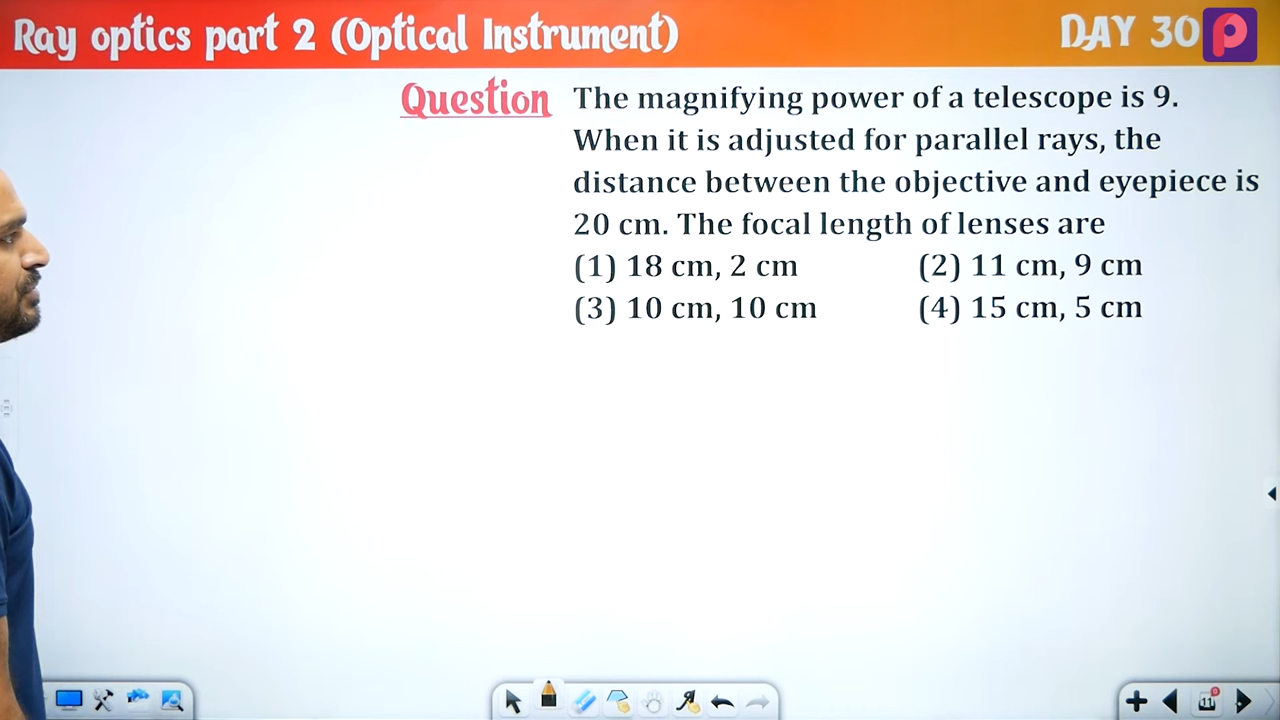 Ray optics part 2 (Optical Instrument)
DAY 30
Question
The magnifying power of a telescope is 9.
When it is adjusted for parallel rays, the
distance between the objective and eyepiece is
20 cm. The focal length of lenses are
(1) 18 cm, 2 cm (2) 11 cm, 9 cm
(3) 10 cm, 10 cm (4) 15 cm, 5 cm
11